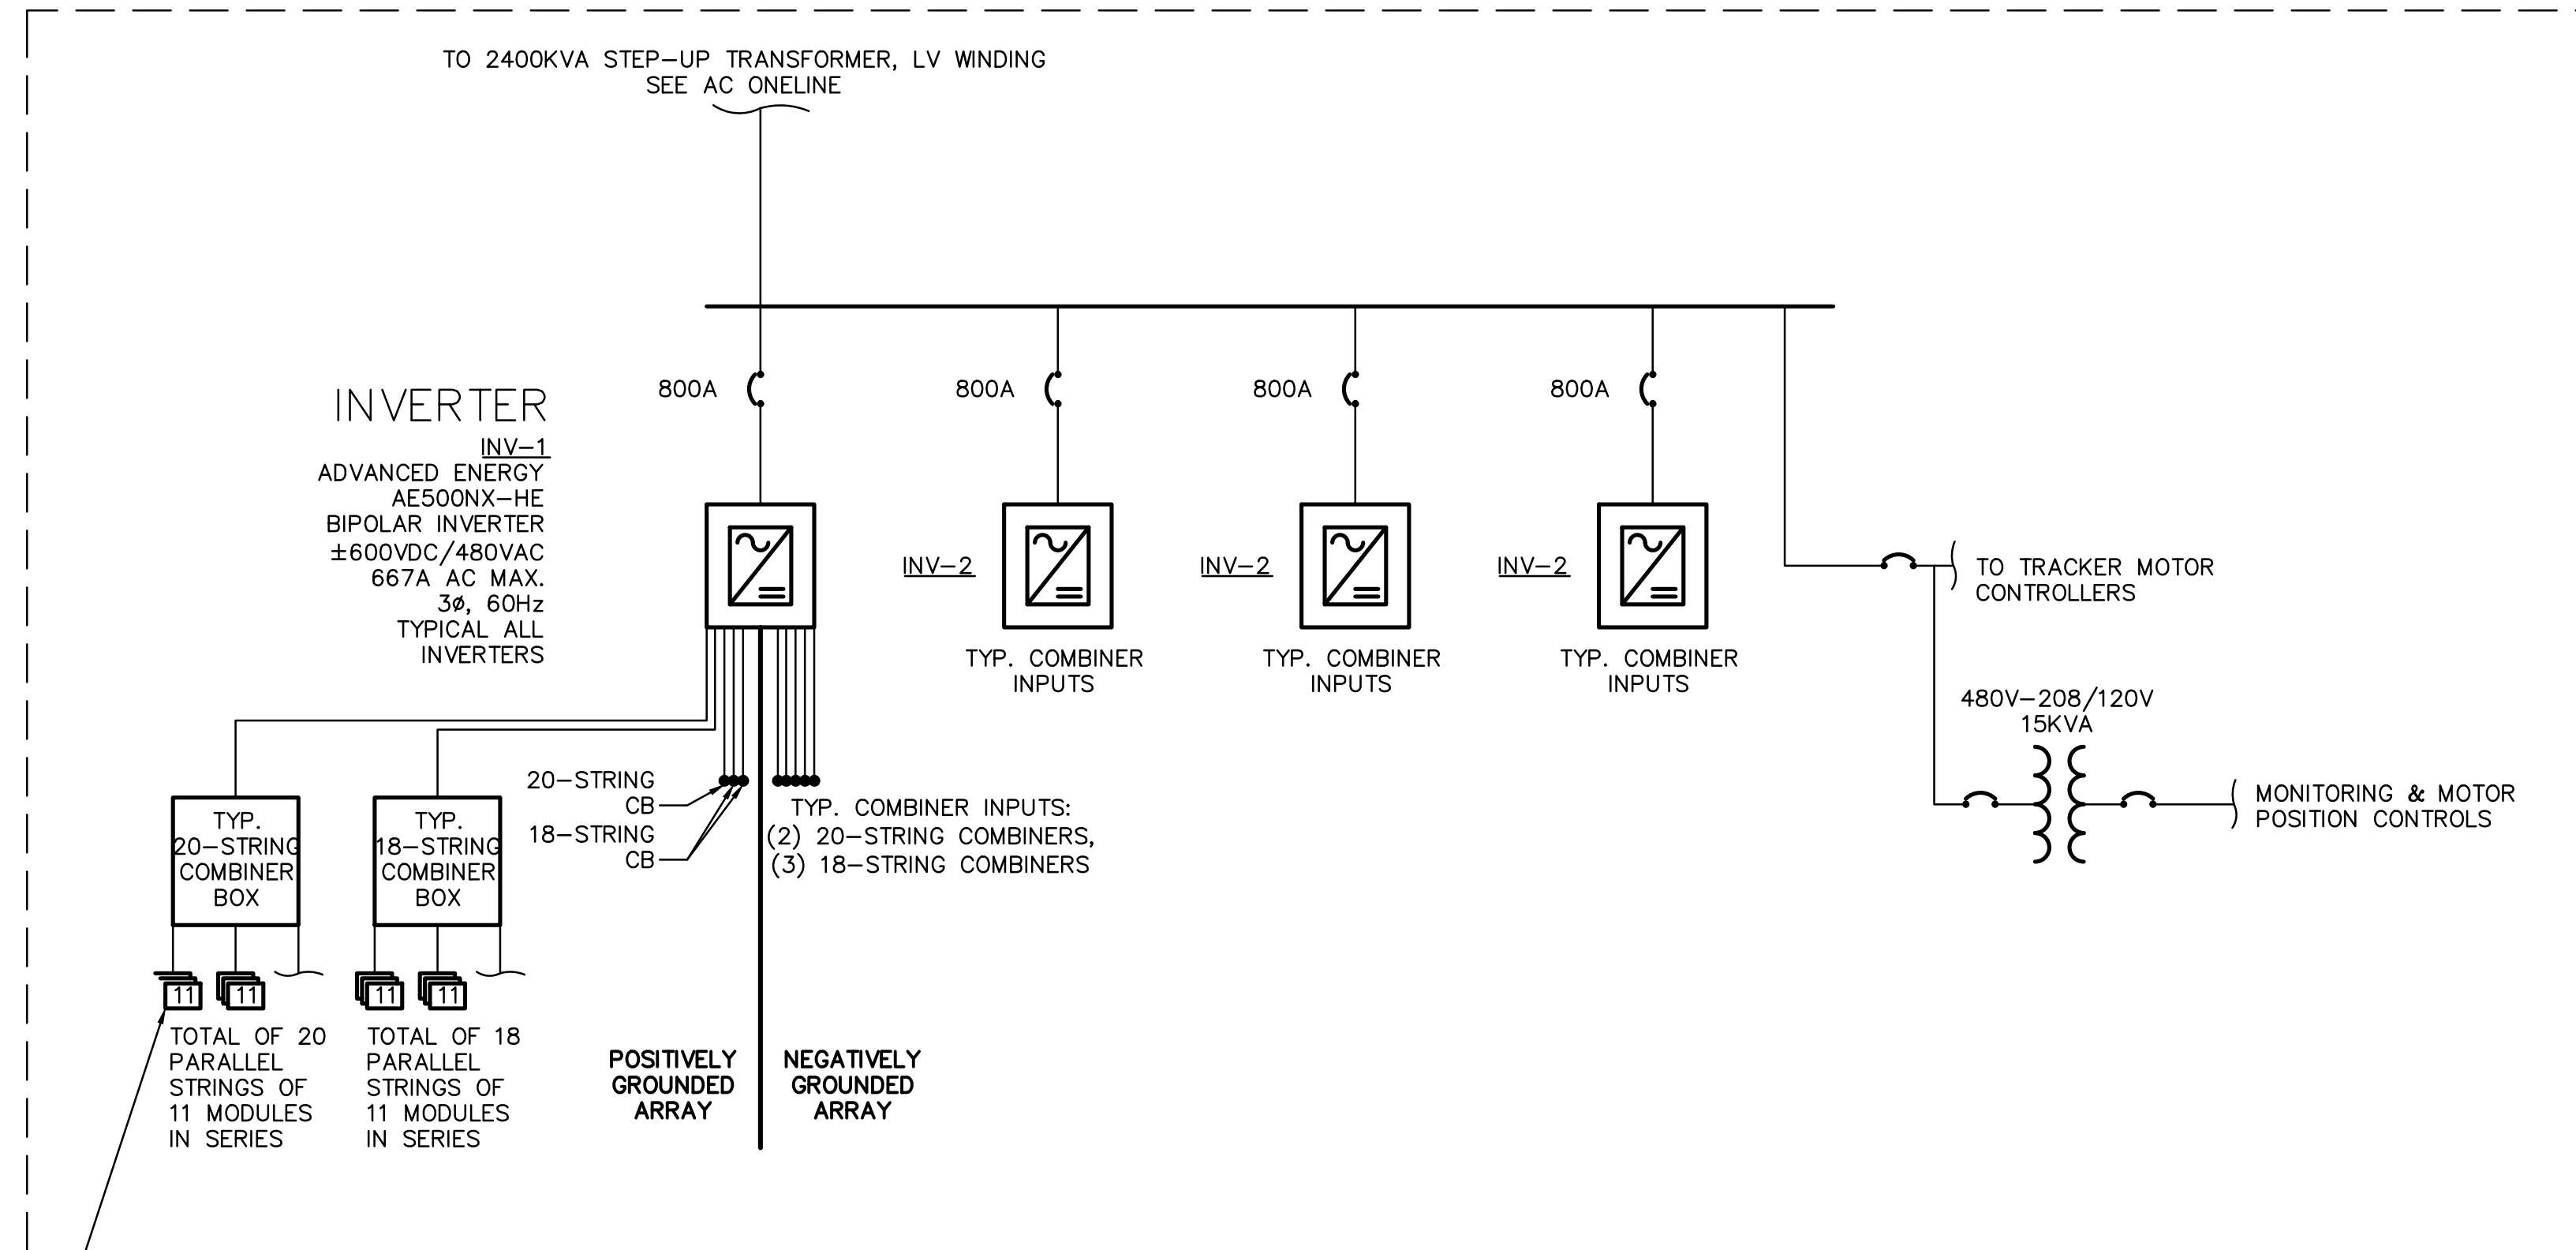 TO 2400KVA STEP-UP TRANSFORMER, LV WINDING
SEE AC ONELINE
800A
800A
800A
800A
INVERTER
INV-1
ADVANCED ENERGY
AE500NX-HE
BIPOLAR INVERTER
±600VDC/480VAC
667A AC MAX.
3ø, 60Hz
TYPICAL ALL
INVERTERS
INV-2
INV-2
INV-2
TYP. COMBINER
INPUTS
TYP. COMBINER
INPUTS
TYP. COMBINER
INPUTS
TO TRACKER MOTOR
CONTROLLERS
480V-208/120V
15KVA
MONITORING & MOTOR
POSITION CONTROLS
20-STRING
CB
18-STRING
CB
TYP. COMBINER INPUTS:
(2) 20-STRING COMBINERS,
(3) 18-STRING COMBINERS
TYP.
20-STRING
COMBINER
BOX
TYP.
18-STRING
COMBINER
BOX
11
11
11
11
TOTAL OF 20
PARALLEL
STRINGS OF
11 MODULES
IN SERIES
TOTAL OF 18
PARALLEL
STRINGS OF
11 MODULES
IN SERIES
POSITIVELY
GROUNDED
ARRAY
NEGATIVELY
GROUNDED
ARRAY